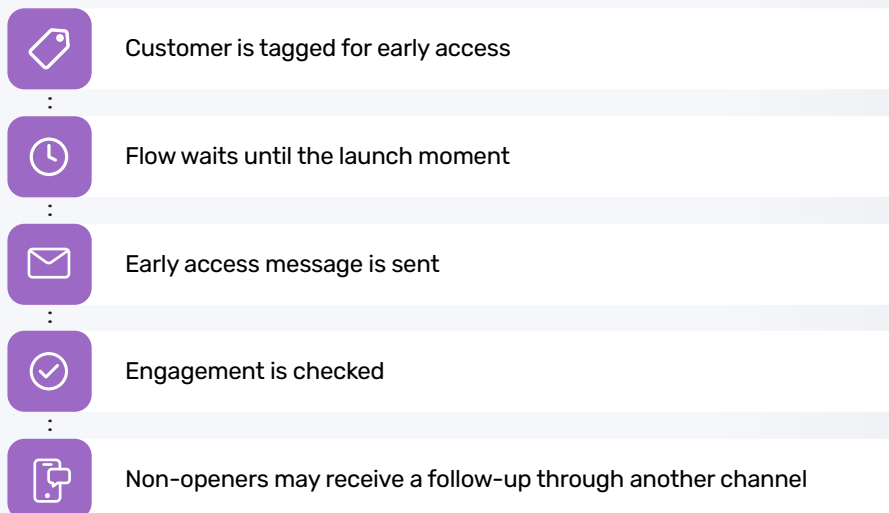 Customer is tagged for early access
Flow waits until the launch moment
Early access message is sent
Engagement is checked
Non-openers may receive a follow-up through another channel